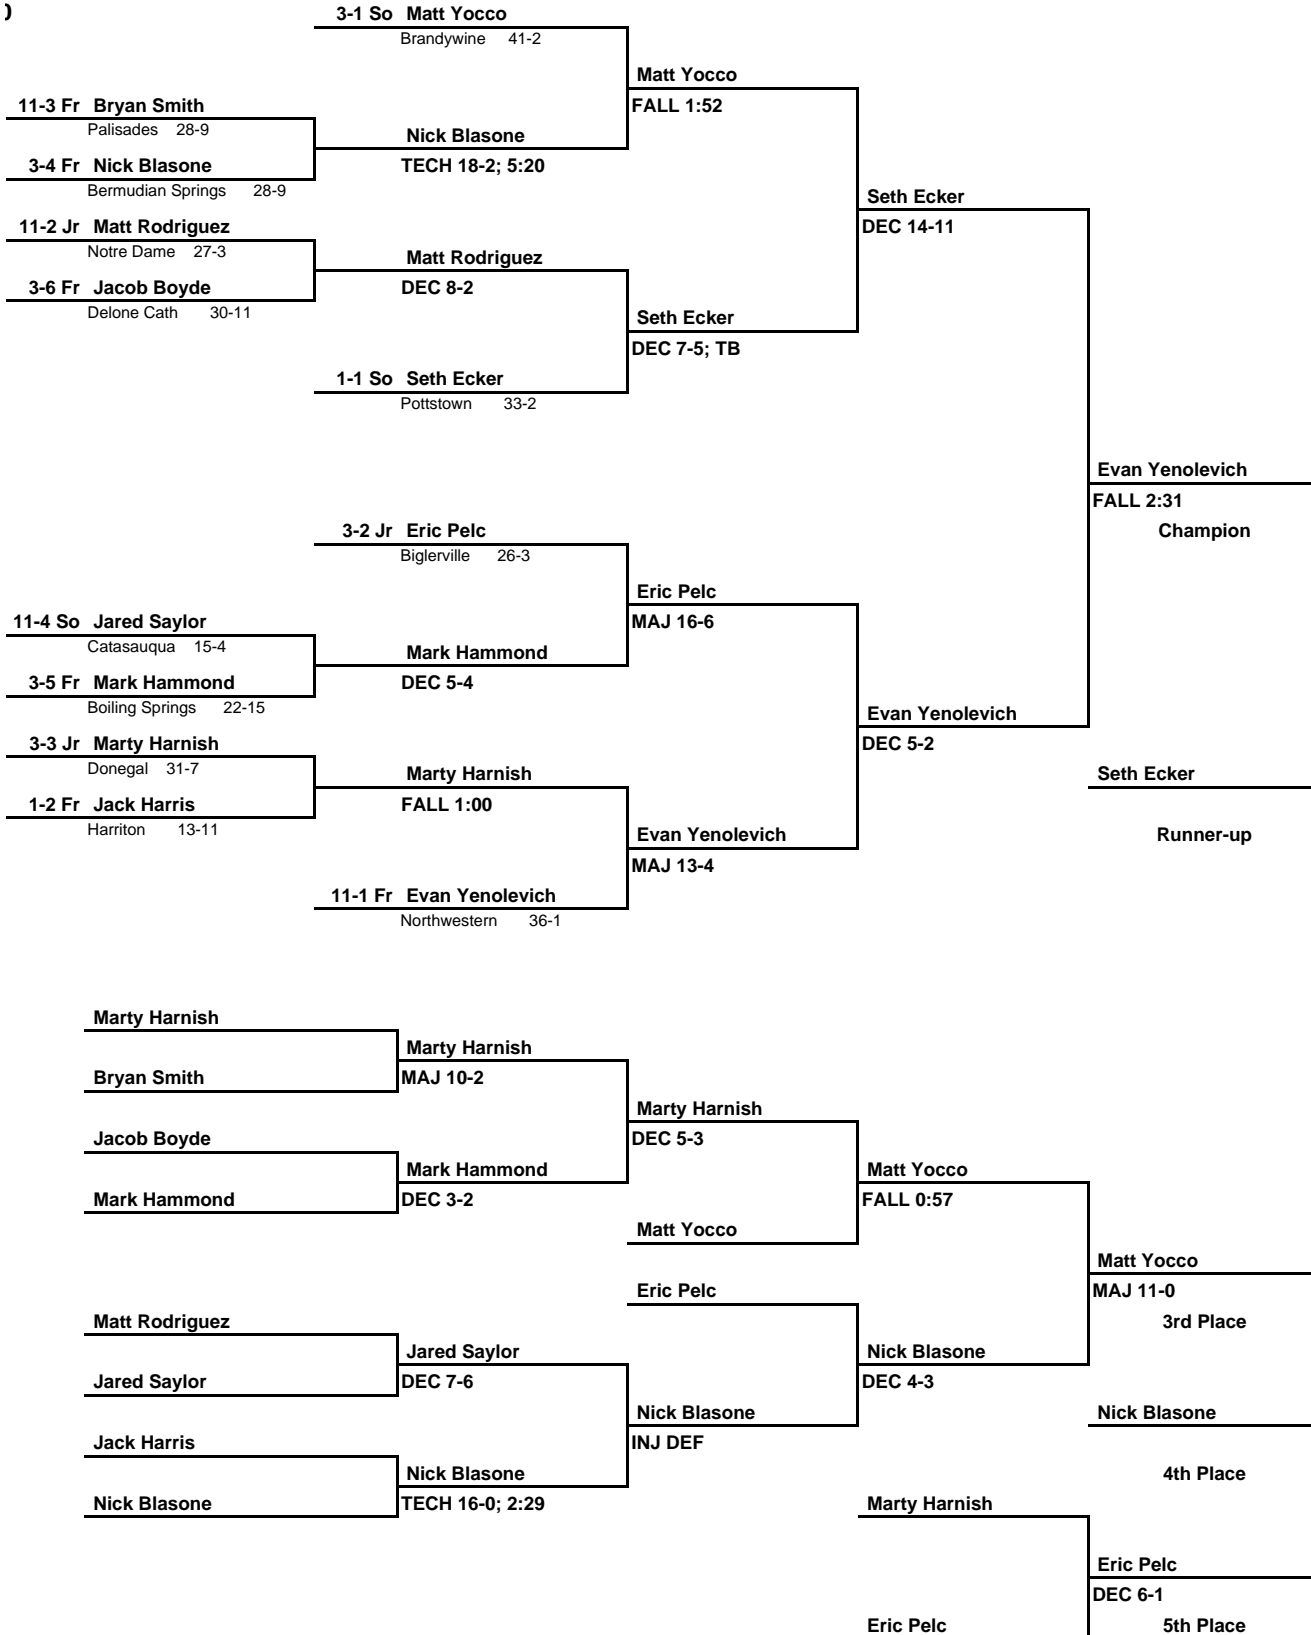 3-1 So Matt Yocco
Brandywine 41-2
Matt Yocco
11-3 Fr Bryan Smith
FALL 1:52
Palisades 28-9
Nick Blasone
3-4 Fr Nick Blasone
TECH 18-2; 5:20
Bermudian Springs 28-9
Seth Ecker
11-2 Jr Matt Rodriguez
DEC 14-11
Notre Dame 27-3
Matt Rodriguez
3-6 Fr Jacob Boyde
DEC 8-2
Delone Cath 30-11
Seth Ecker
DEC 7-5; TB
1-1 So Seth Ecker
Pottstown 33-2
Evan Yenolevich
FALL 2:31
Champion
3-2 Jr Eric Pelc
Biglerville 26-3
Eric Pelc
11-4 So Jared Saylor
MAJ 16-6
Catasauqua 15-4
Mark Hammond
3-5 Fr Mark Hammond
DEC 5-4
Boiling Springs 22-15
Evan Yenolevich
3-3 Jr Marty Harnish
DEC 5-2
Donegal 31-7
Marty Harnish
Seth Ecker
1-2 Fr Jack Harris
FALL 1:00
Harriton 13-11
Evan Yenolevich
Runner-up
MAJ 13-4
11-1 Fr Evan Yenolevich
Northwestern 36-1
Marty Harnish
Marty Harnish
Bryan Smith
MAJ 10-2
Marty Harnish
Jacob Boyde
DEC 5-3
Mark Hammond
Matt Yocco
Mark Hammond
DEC 3-2
FALL 0:57
Matt Yocco
Matt Yocco
Eric Pelc
MAJ 11-0
Matt Rodriguez
3rd Place
Jared Saylor
Nick Blasone
Jared Saylor
DEC 7-6
DEC 4-3
Nick Blasone
Nick Blasone
Jack Harris
INJ DEF
Nick Blasone
4th Place
Nick Blasone
TECH 16-0; 2:29
Marty Harnish
Eric Pelc
DEC 6-1
Eric Pelc
5th Place